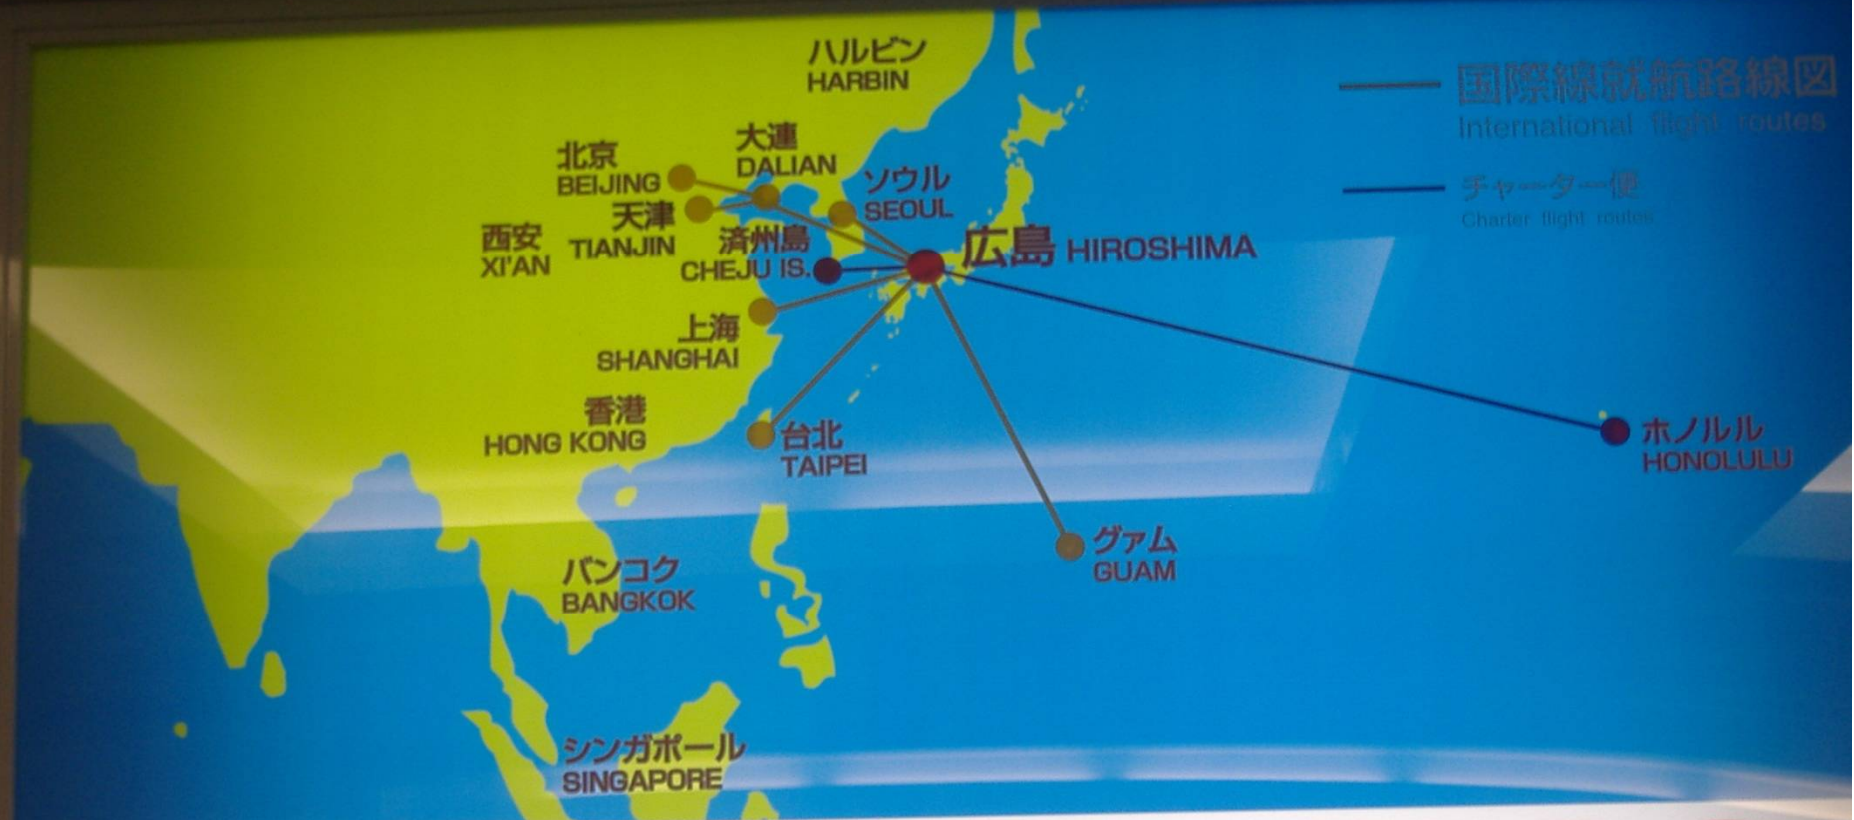 ハルビン
HARBIN
国際線就航路線図
International flight routes
チャーター便
Charter flight routes
大連
DALIAN
北京
BEIJING
ソウル
SEOUL
天津
TIANJIN
西安
XI'AN
済州島
CHEJU IS.
広島 HIROSHIMA
上海
SHANGHAI
香港
HONG KONG
台北
TAIPEI
ホノルル
HONOLULU
グァム
GUAM
バンコク
BANGKOK
シンガポール
SINGAPORE